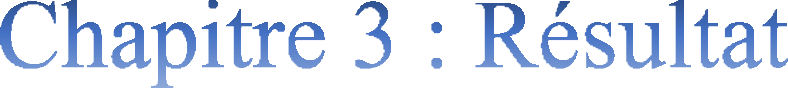 Chapitre 3 : Résultat